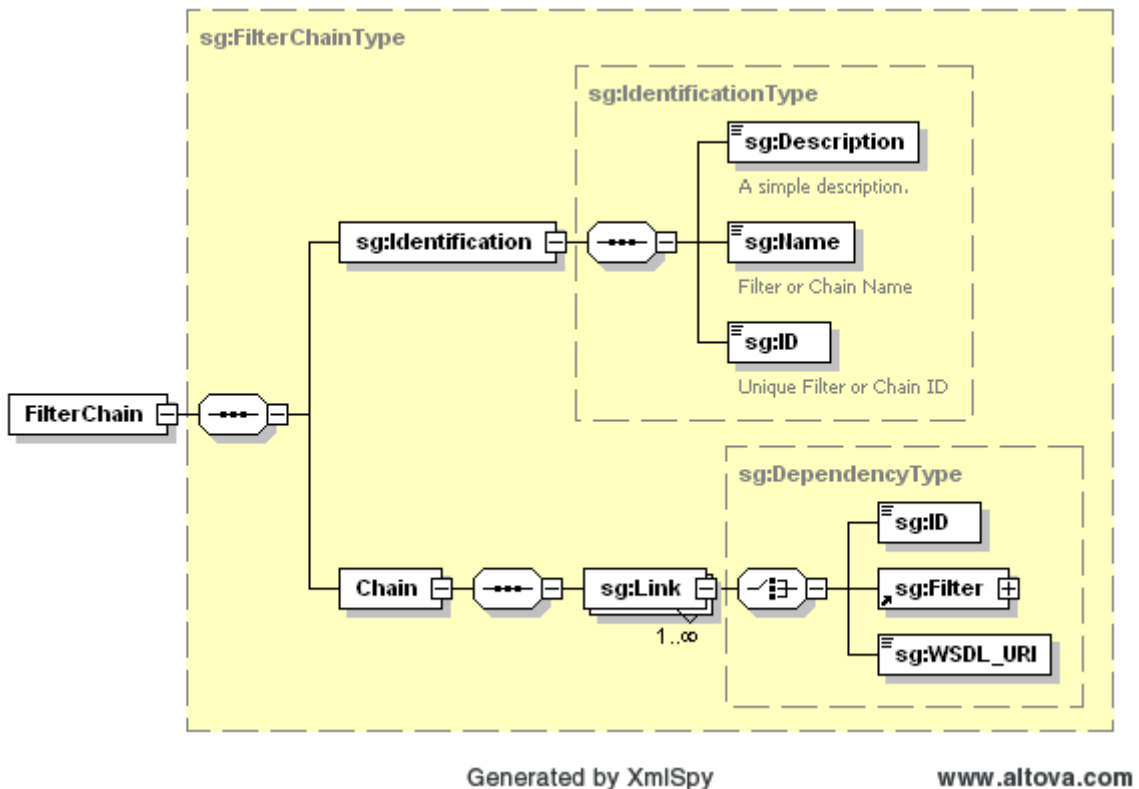 sg:FilterChainType
sg:IdentificationType
sg:Description
A simple description.
sg:Identification
sg:Name
Filter or Chain Name
sg:ID
Unique Filter or Chain ID
FilterChain
sg:DependencyType
sg:ID
Chain
sg:Link
sg:Filter
1..∞
sg:WSDL_URI
Generated by XmlSpy
www.altova.com